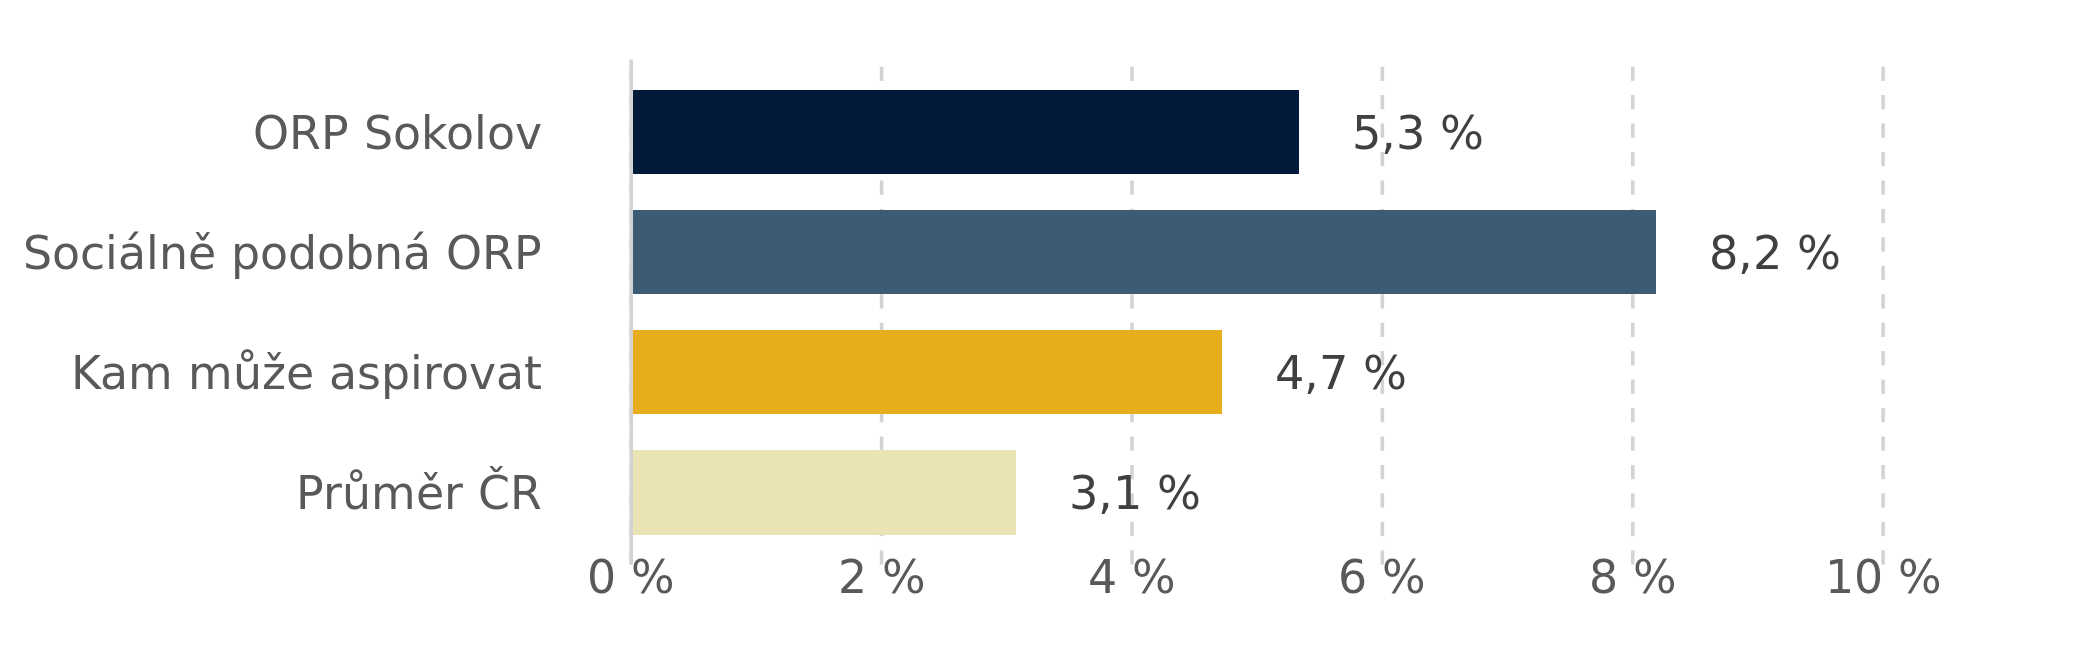 ORP Sokolov
5,3 %
Sociálně podobná ORP
8,2 %
Kam může aspirovat
4,7 %
Průměr ČR
3,1 %
0 % 2 % 4 % 6 % 8 % 10 %